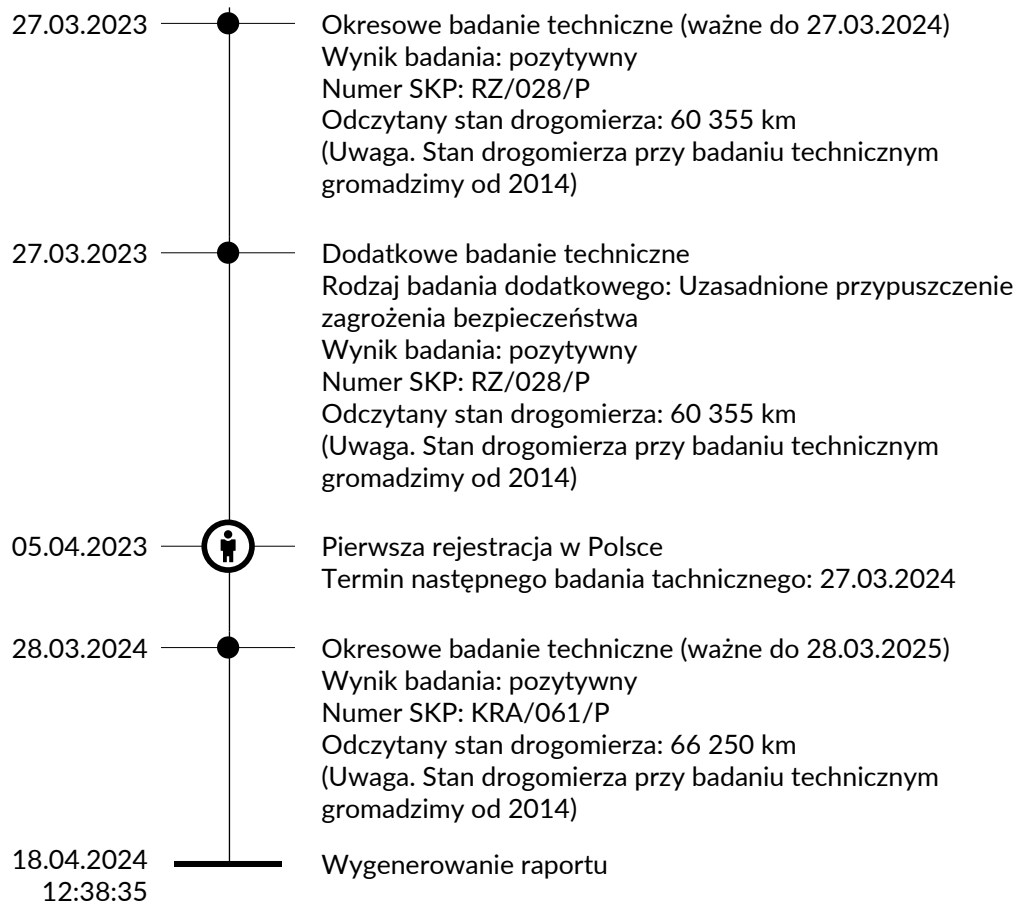 27.03.2023
Okresowe badanie techniczne (ważne do 27.03.2024)
Wynik badania: pozytywny
Numer SKP: RZ/028/P
Odczytany stan drogomierza: 60 355 km
(Uwaga. Stan drogomierza przy badaniu technicznym
gromadzimy od 2014)
27.03.2023
Dodatkowe badanie techniczne
Rodzaj badania dodatkowego: Uzasadnione przypuszczenie
zagrożenia bezpieczeństwa
Wynik badania: pozytywny
Numer SKP: RZ/028/P
Odczytany stan drogomierza: 60 355 km
(Uwaga. Stan drogomierza przy badaniu technicznym
gromadzimy od 2014)
05.04.2023
Pierwsza rejestracja w Polsce
Termin następnego badania tachnicznego: 27.03.2024
28.03.2024
Okresowe badanie techniczne (ważne do 28.03.2025)
Wynik badania: pozytywny
Numer SKP: KRA/061/P
Odczytany stan drogomierza: 66 250 km
(Uwaga. Stan drogomierza przy badaniu technicznym
gromadzimy od 2014)
18.04.2024
12:38:35
Wygenerowanie raportu